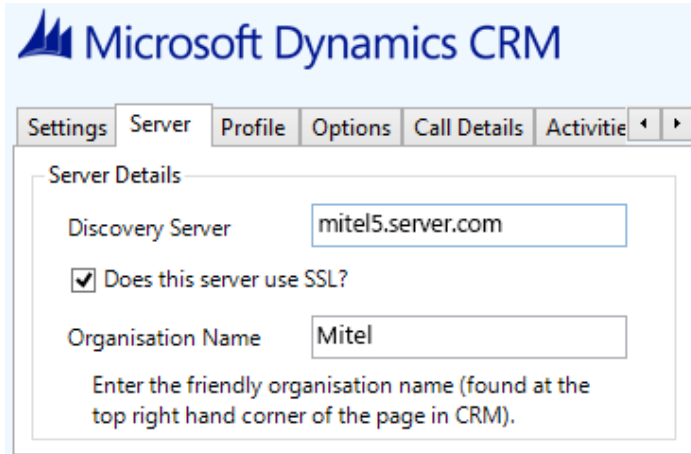 Microsoft Dynamics CRM
Settings Server Profile Options Call Details Activitie
Server Details
Discovery Server mitel5.server.com
Does this server use SSL?
Organisation Name Mitel
Enter the friendly organisation name (found at the
top right hand corner of the page in CRM).